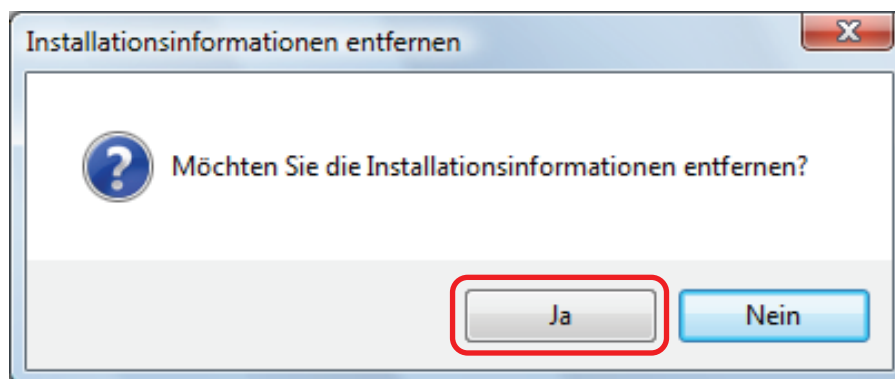 Installationsinformationen entfernen
Möchten Sie die Installationsinformationen entfernen?
Ja
Nein